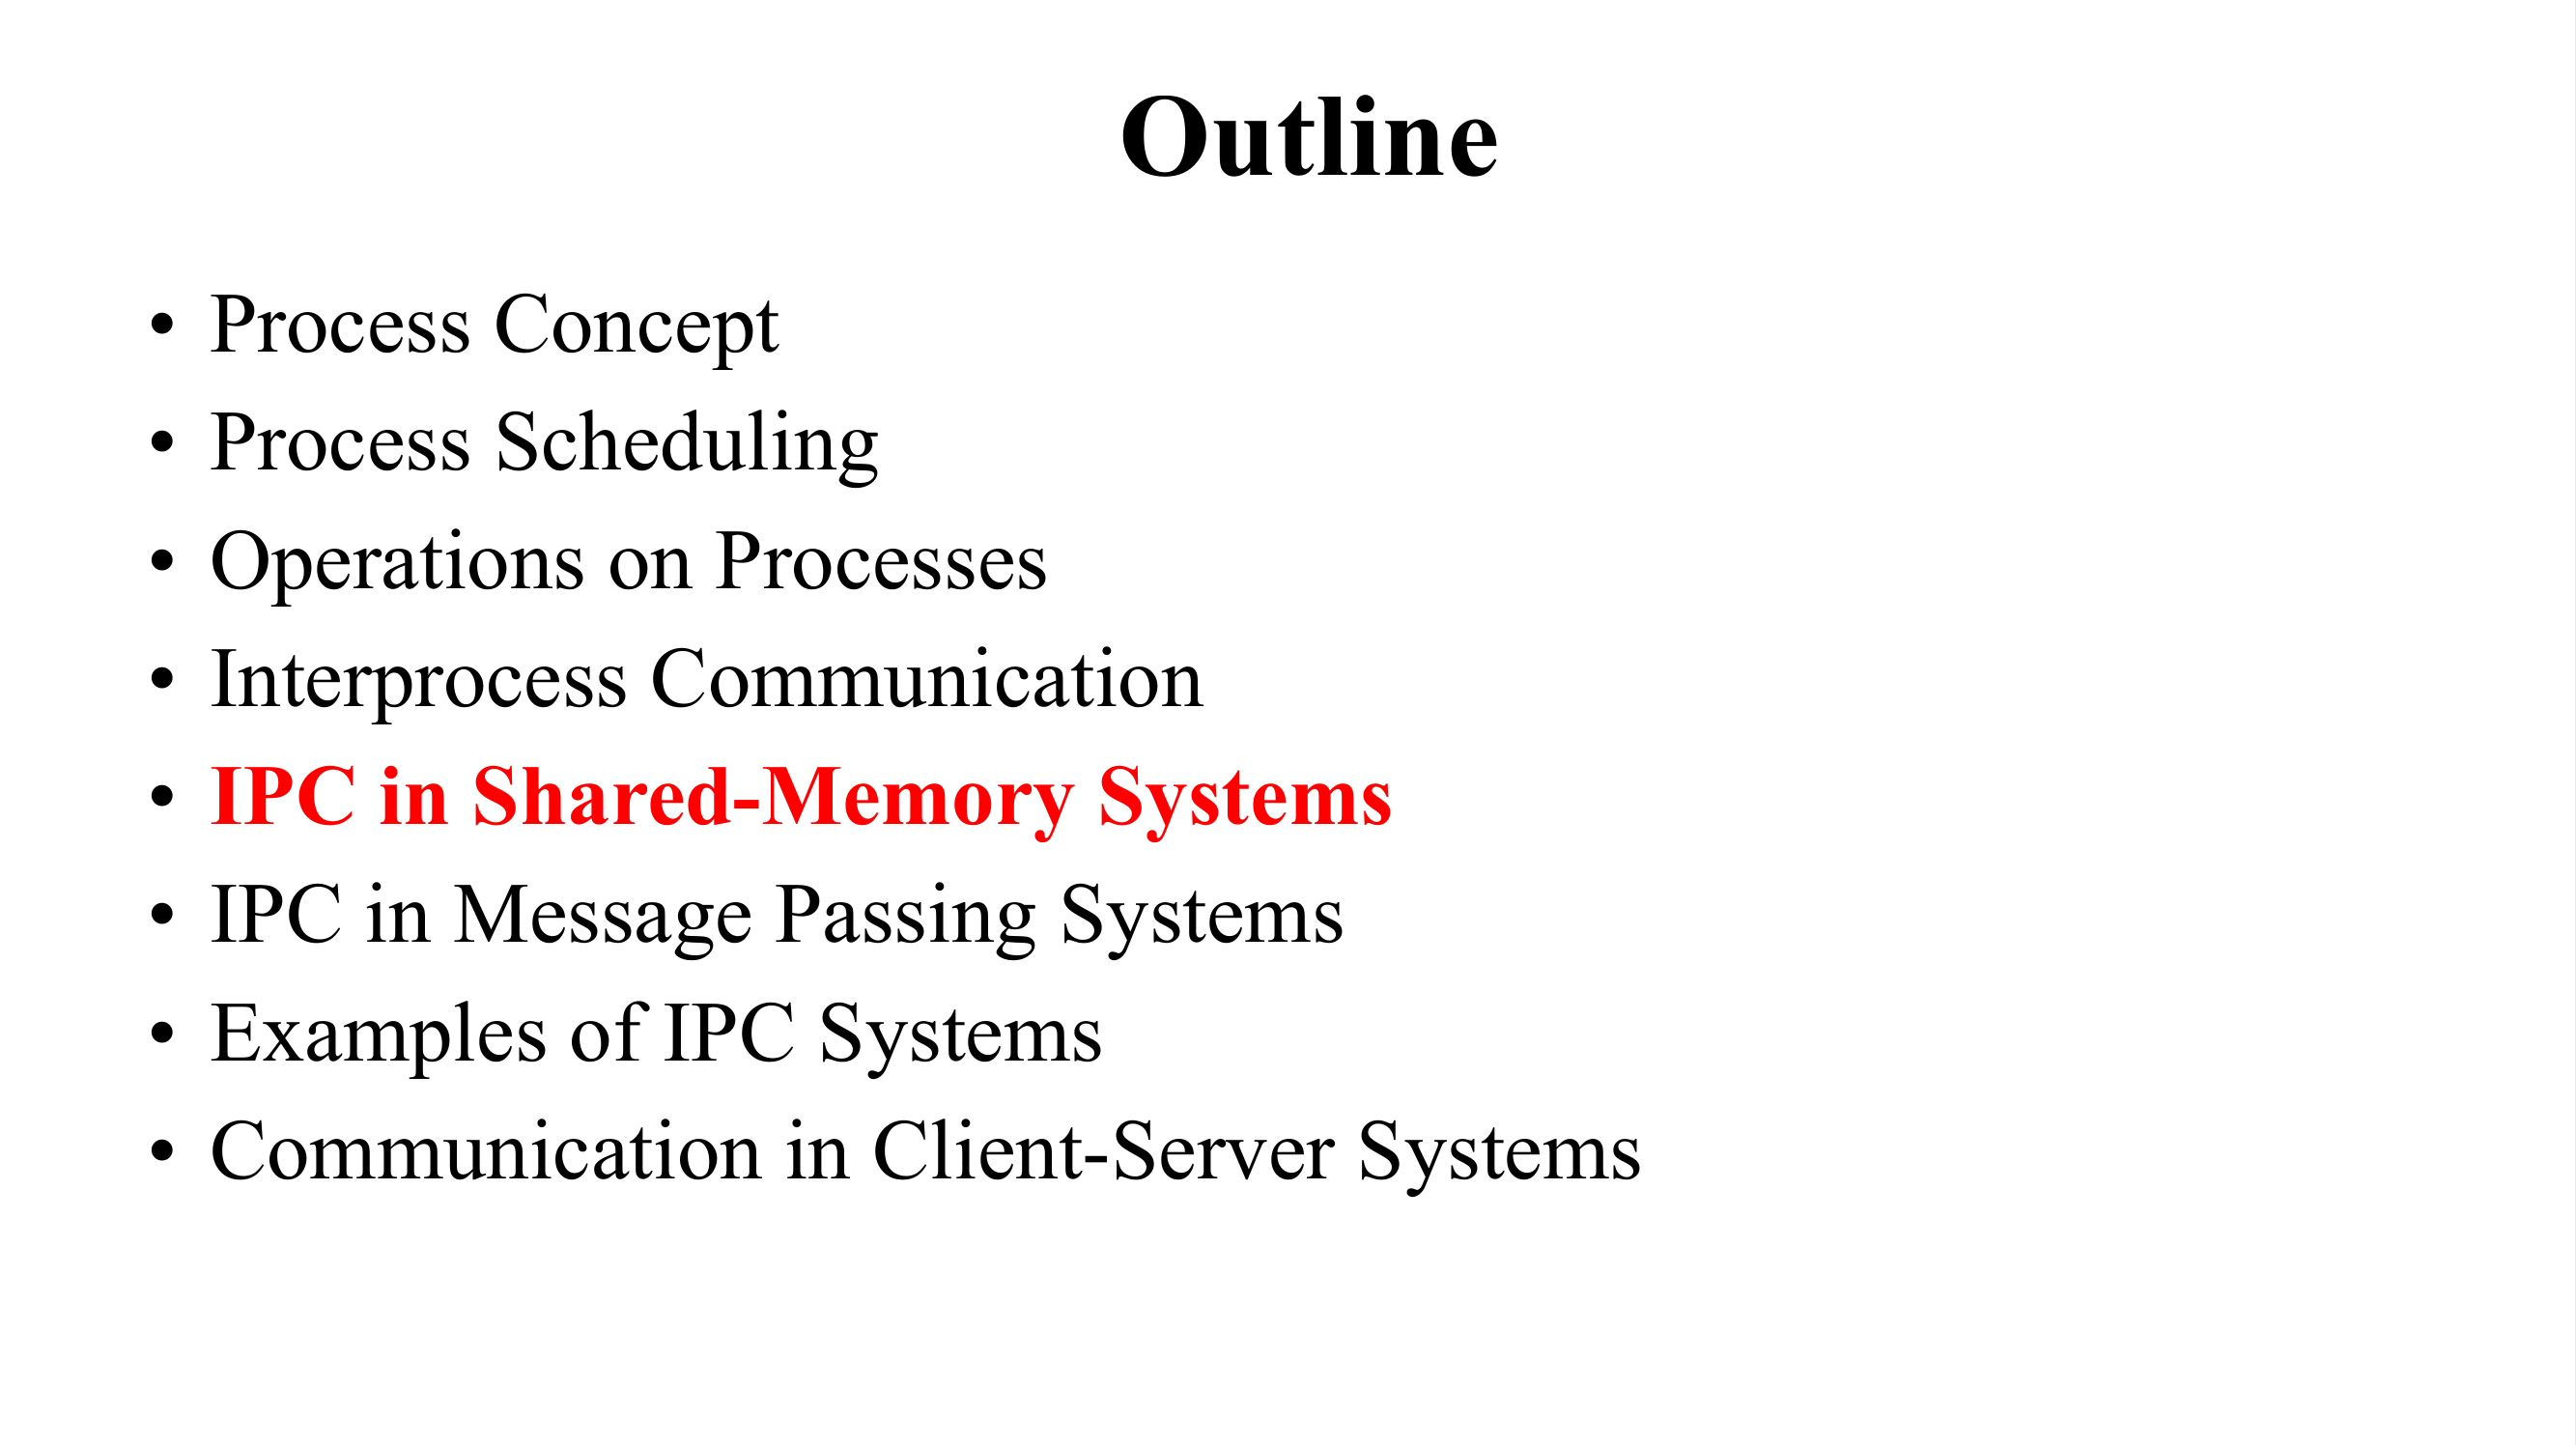 Outline
• Process Concept
• Process Scheduling
• Operations on Processes
• Interprocess Communication
• IPC in Shared-Memory Systems
• IPC in Message Passing Systems
• Examples of IPC Systems
• Communication in Client-Server Systems